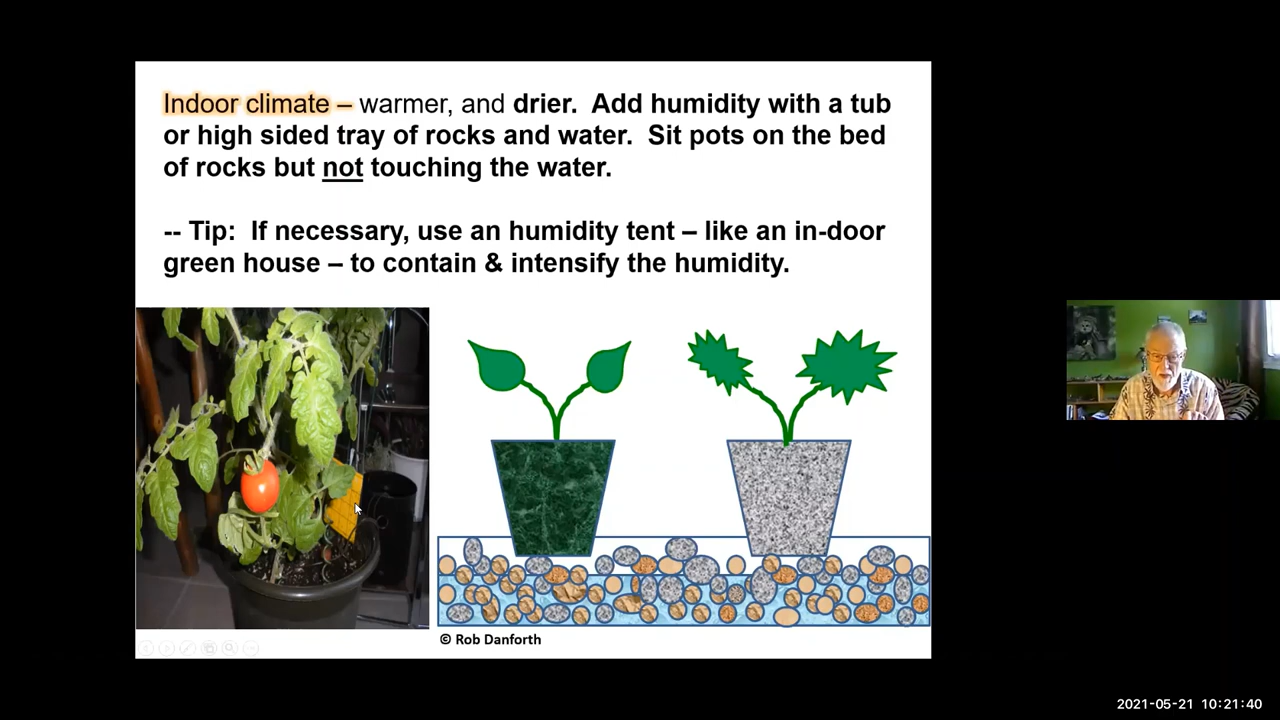 Indoor climate – warmer, and drier.  Add humidity with a tub
or high sided tray of rocks and water.  Sit pots on the bed
of rocks but not touching the water.
-- Tip:  If necessary, use an humidity tent – like an in-door
green house – to contain & intensify the humidity.
© Rob Danforth
2021-05-21 10:21:40